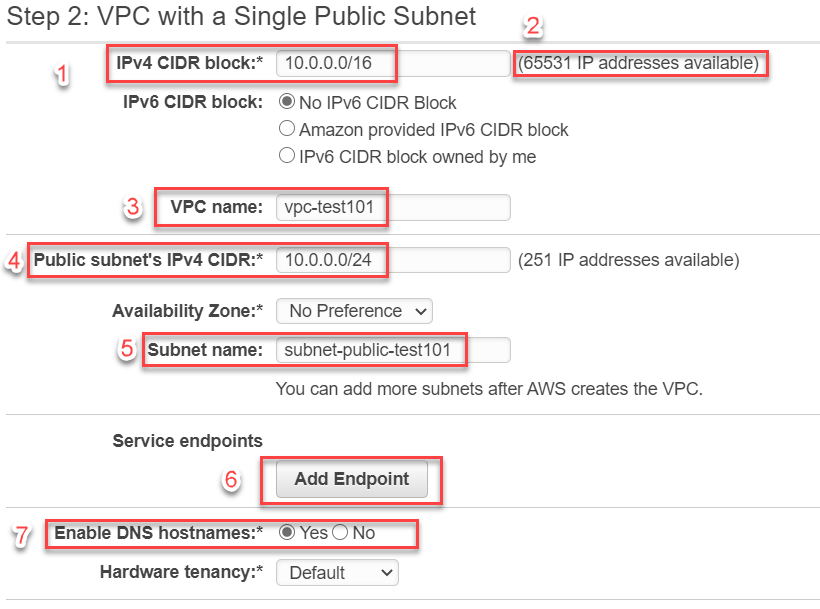 Step 2: VPC with a Single Public Subnet
2
1
IPv4 CIDR block:* 10.0.0.0/16 (65531 IP addresses available)
IPv6 CIDR block: No IPv6 CIDR Block
Amazon provided IPv6 CIDR block
IPv6 CIDR block owned by me
3 VPC name: vpc-test101
4 Public subnet's IPv4 CIDR:* 10.0.0.0/24 (251 IP addresses available)
Availability Zone:* No Preference
5 Subnet name: subnet-public-test101
You can add more subnets after AWS creates the VPC.
Service endpoints
6 Add Endpoint
7 Enable DNS hostnames:* Yes No
Hardware tenancy:* Default